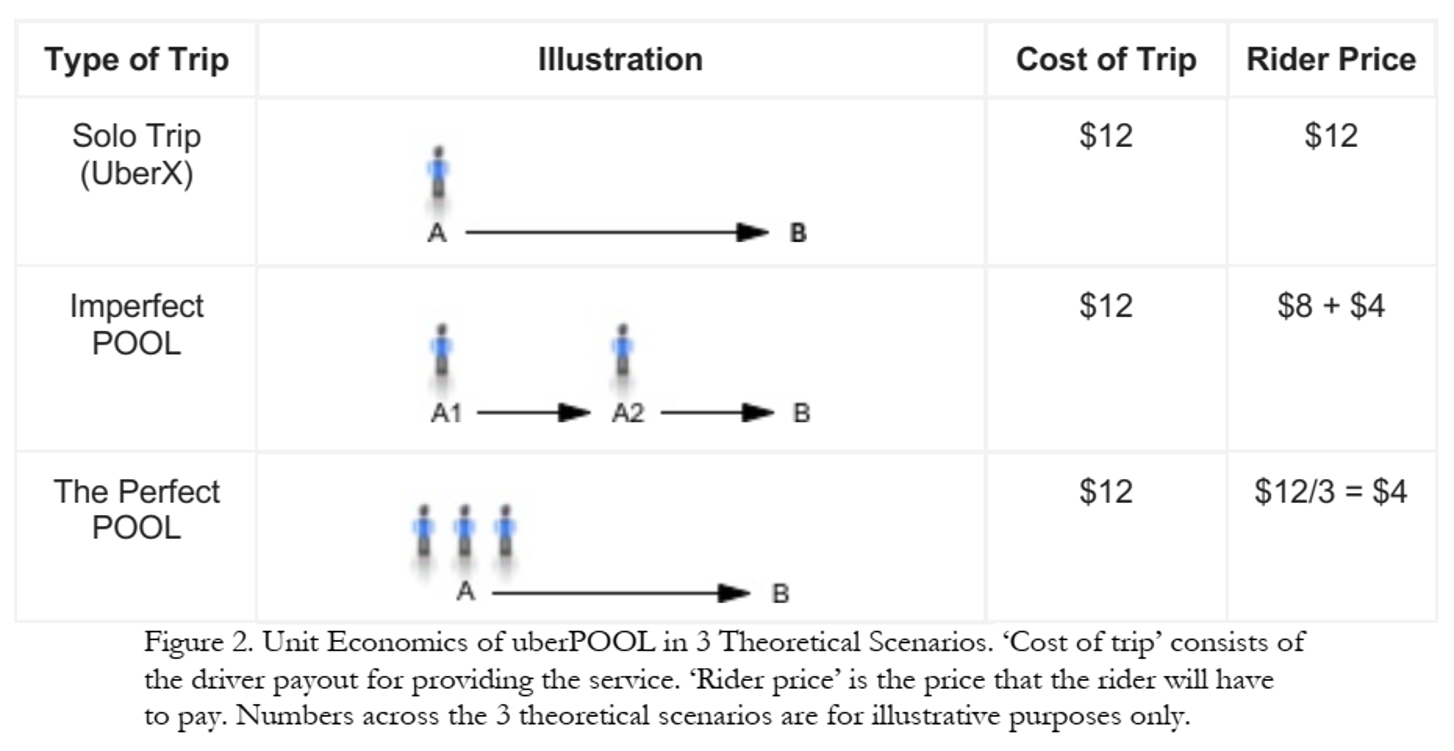 Type of Trip Illustration Cost of Trip Rider Price
Solo Trip
(UberX)
$12 $12
A B
Imperfect
POOL
$12 $8 + $4
A1 A2 B
The Perfect
POOL
$12 $12/3 = $4
A B
Figure 2. Unit Economics of uberPOOL in 3 Theoretical Scenarios. ‘Cost of trip’ consists of
the driver payout for providing the service. ‘Rider price’ is the price that the rider will have
to pay. Numbers across the 3 theoretical scenarios are for illustrative purposes only.